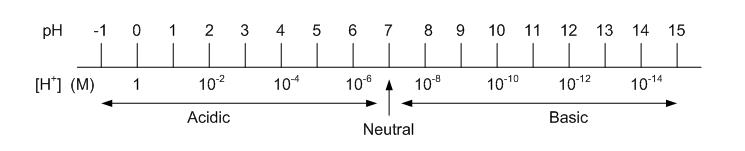 pH -1 0 1 2 3 4 5 6 7 8 9 10 11 12 13 14 15
[H⁺] (M) 1 10⁻² 10⁻⁴ 10⁻⁶ 10⁻⁸ 10⁻¹⁰ 10⁻¹² 10⁻¹⁴
Acidic Basic
Neutral